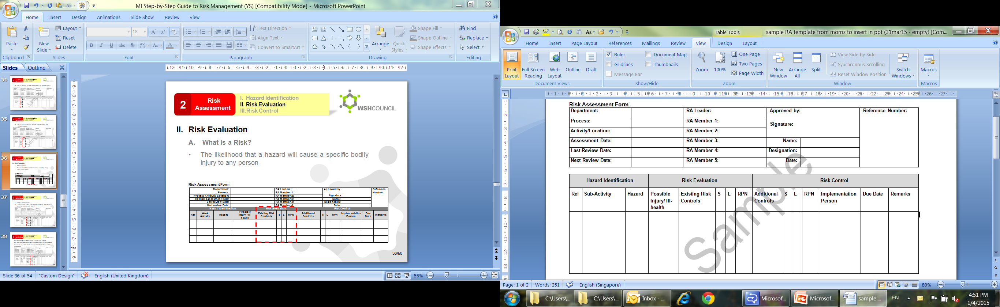 MI Step-by-Step Guide to Risk Management (YS) [Compatibility Mode] - Microsoft PowerPoint
Home Insert Design Animations Slide Show Review View
Paste
Clipboard
New Slide
Layout
Reset
Delete
Slides
18
Font
Paragraph
Text Direction
Align Text
Convert to SmartArt
Arrange
Quick Styles
Shape Fill
Shape Outline
Shape Effects
Drawing
Find
Replace
Select
Editing
Slides Outline
34
35
36
37
38
2 Risk Assessment
I. Hazard Identification
II. Risk Evaluation
III. Risk Control
WSHCOUNCIL
II. Risk Evaluation
A. What is a Risk?
• The likelihood that a hazard will cause a specific bodily
injury to any person
Risk Assessment Form
Department: RA Leaders: Approved by: Reference Number:
Process: RA Member 1:
Process / Activity Location: RA Member 2: Signature:
Original Assessment Date: RA Member 3: Name:
Last review Date: RA Member 4: Designation:
Next review Date: RA Member 5: Date:
Hazard Identification Risk Evaluation Risk Control
Ref Work Activity Hazard Possible Injury / Ill-health Existing Risk Controls S L RPN Additional Controls S L RPN Implementation Person Due Date Remarks
36/50
Slide 36 of 54 "Custom Design" English (United Kingdom) 55%
Table Tools
sample RA template from morris to insert in ppt (31mar15 - empty) [Com...
Home Insert Page Layout References Mailings Review View Design Layout
Print Layout
Full Screen Reading
Web Layout
Outline
Draft
Document Views
Ruler
Gridlines
Message Bar
Document Map
Thumbnails
Show/Hide
Zoom
100%
One Page
Two Pages
Page Width
Zoom
New Window
Arrange All
Split
View Side by Side
Synchronous Scrolling
Reset Window Position
Switch Windows
Window
Macros
Macros
Risk Assessment Form
Department: RA Leader: Approved by: Reference Number:
Process: RA Member 1: Signature:
Activity/Location: RA Member 2:
Assessment Date: RA Member 3: Name:
Last Review Date: RA Member 4: Designation:
Next Review Date: RA Member 5: Date:
Hazard Identification Risk Evaluation Risk Control
Ref Sub-Activity Hazard Possible Injury/ Ill-health Existing Risk Controls S L RPN Additional Controls S L RPN Implementation Person Due Date Remarks
Sample
Page: 1 of 2 Words: 251 English (Singapore) 80%
C:\Users\... C:\Users\... Inbox - ... Microsof... Microsof... sample ... EN
4:51 PM
1/4/2015